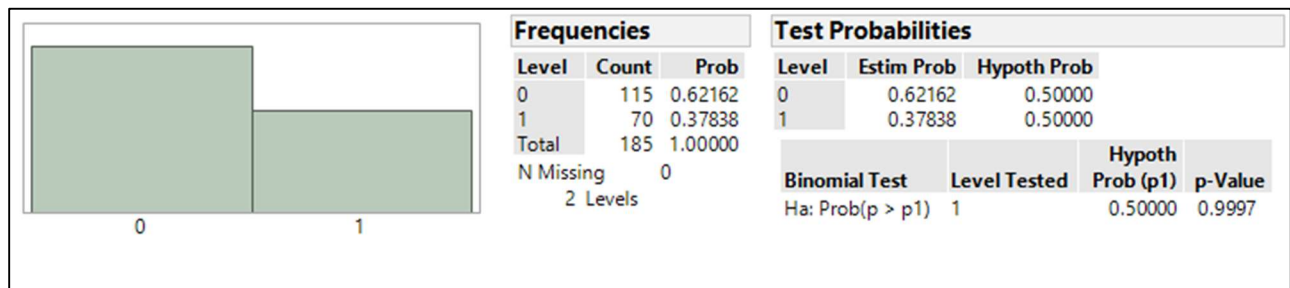 0 1
Frequencies
Level Count Prob
0 115 0.62162
1 70 0.37838
Total 185 1.00000
N Missing 0
2 Levels
Test Probabilities
Level Estim Prob Hypoth Prob
0 0.62162 0.50000
1 0.37838 0.50000
Hypoth
Binomial Test Level Tested Prob (p1) p-Value
Ha: Prob(p > p1) 1 0.50000 0.9997